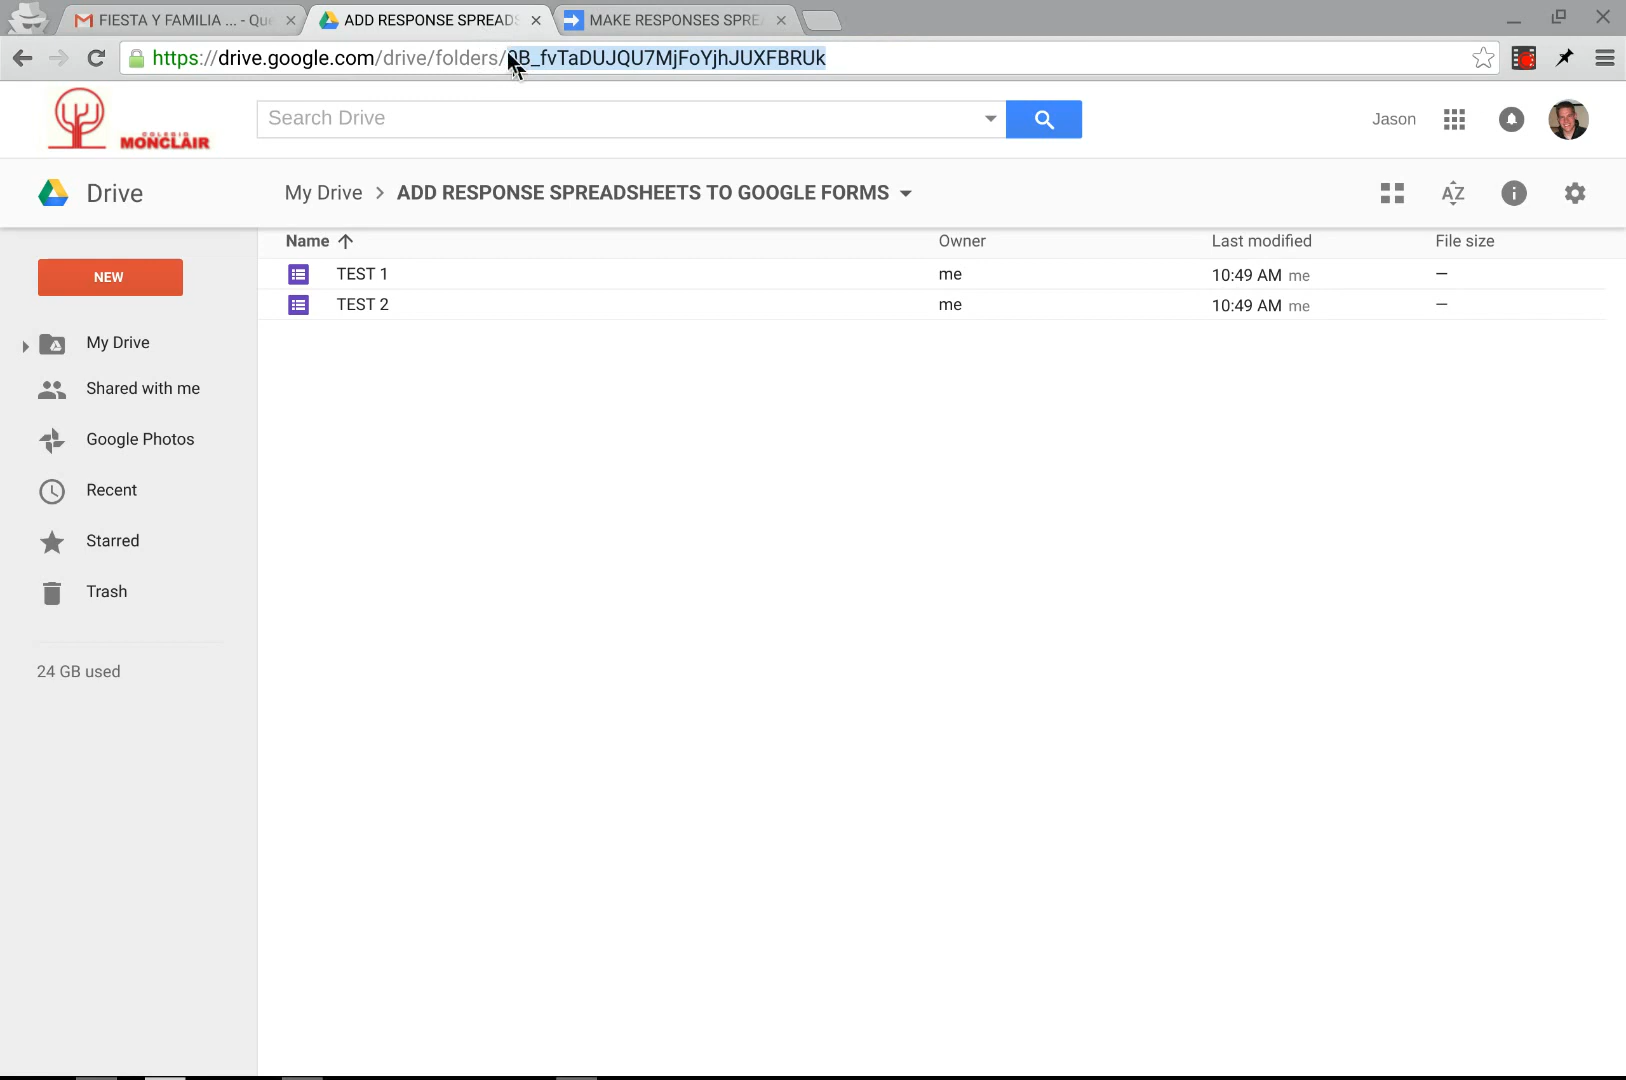 FIESTA Y FAMILIA ... - Qu
ADD RESPONSE SPREADS
MAKE RESPONSES SPRE
https://drive.google.com/drive/folders/0B_fvTaDUJQU7MjFoYjhJUXFBRUk
COLEGIO
MONCLAIR
Search Drive
Jason
Drive
My Drive > ADD RESPONSE SPREADSHEETS TO GOOGLE FORMS
AZ
Name Owner Last modified File size
TEST 1 me 10:49 AM me –
TEST 2 me 10:49 AM me –
NEW
My Drive
Shared with me
Google Photos
Recent
Starred
Trash
24 GB used